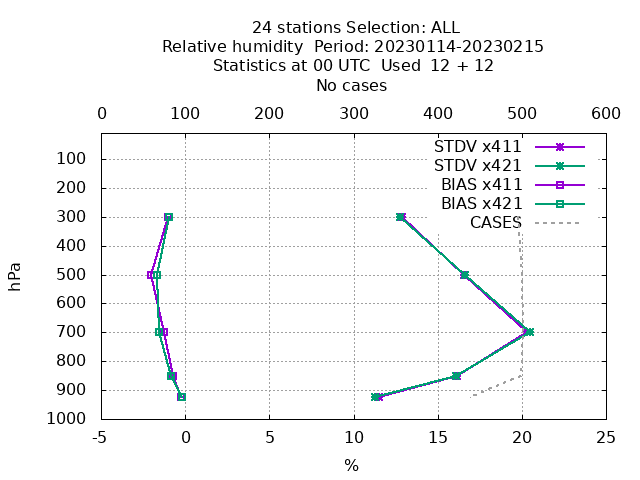 24 stations Selection: ALL
Relative humidity  Period: 20230114-20230215
Statistics at 00 UTC  Used  12 + 12
No cases
0 100 200 300 400 500 600
STDV x411
STDV x421
BIAS x411
BIAS x421
CASES
100
200
300
400
500
600
700
800
900
1000
hPa
-5 0 5 10 15 20 25
%